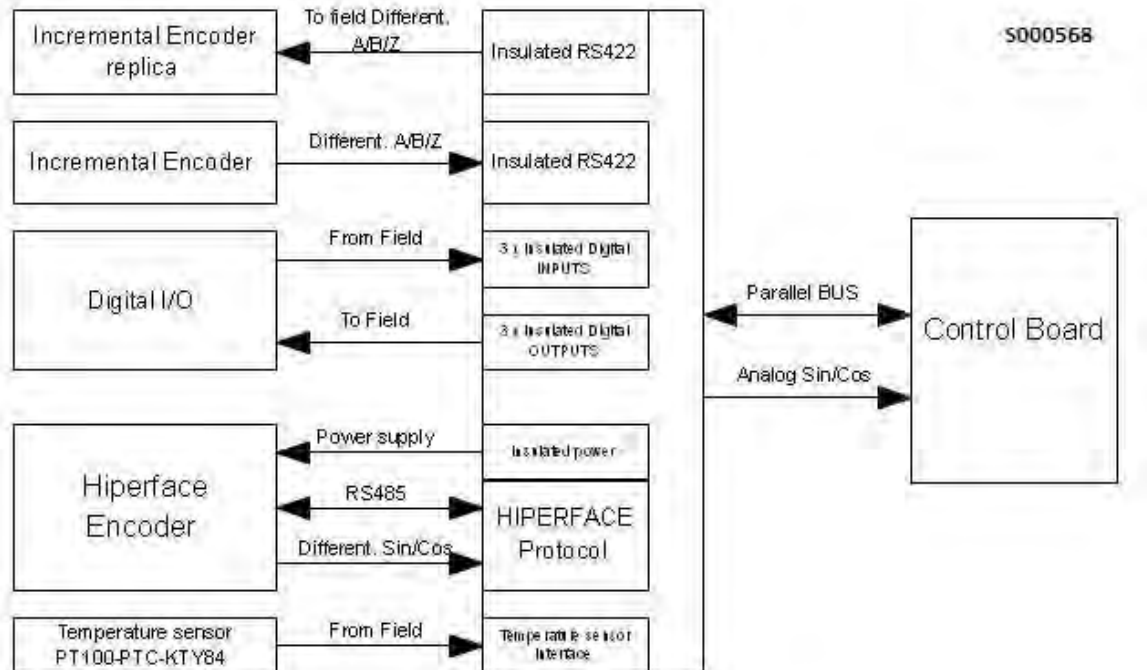 To field Different.
A/B/Z
Incremental Encoder
replica
Insulated RS422
S000568
Different. A/B/Z
Incremental Encoder
Insulated RS422
From Field
3 x Insulated Digital
INPUTS
Digital I/O
To Field
3 x Insulated Digital
OUTPUTS
Parallel BUS
Control Board
Analog Sin/Cos
Power supply
Insulated power
Hiperface
Encoder
RS485
HIPERFACE
Protocol
Different. Sin/Cos
Temperature sensor
PT100-PTC-KTY84
From Field
Temperature sensor
Interface